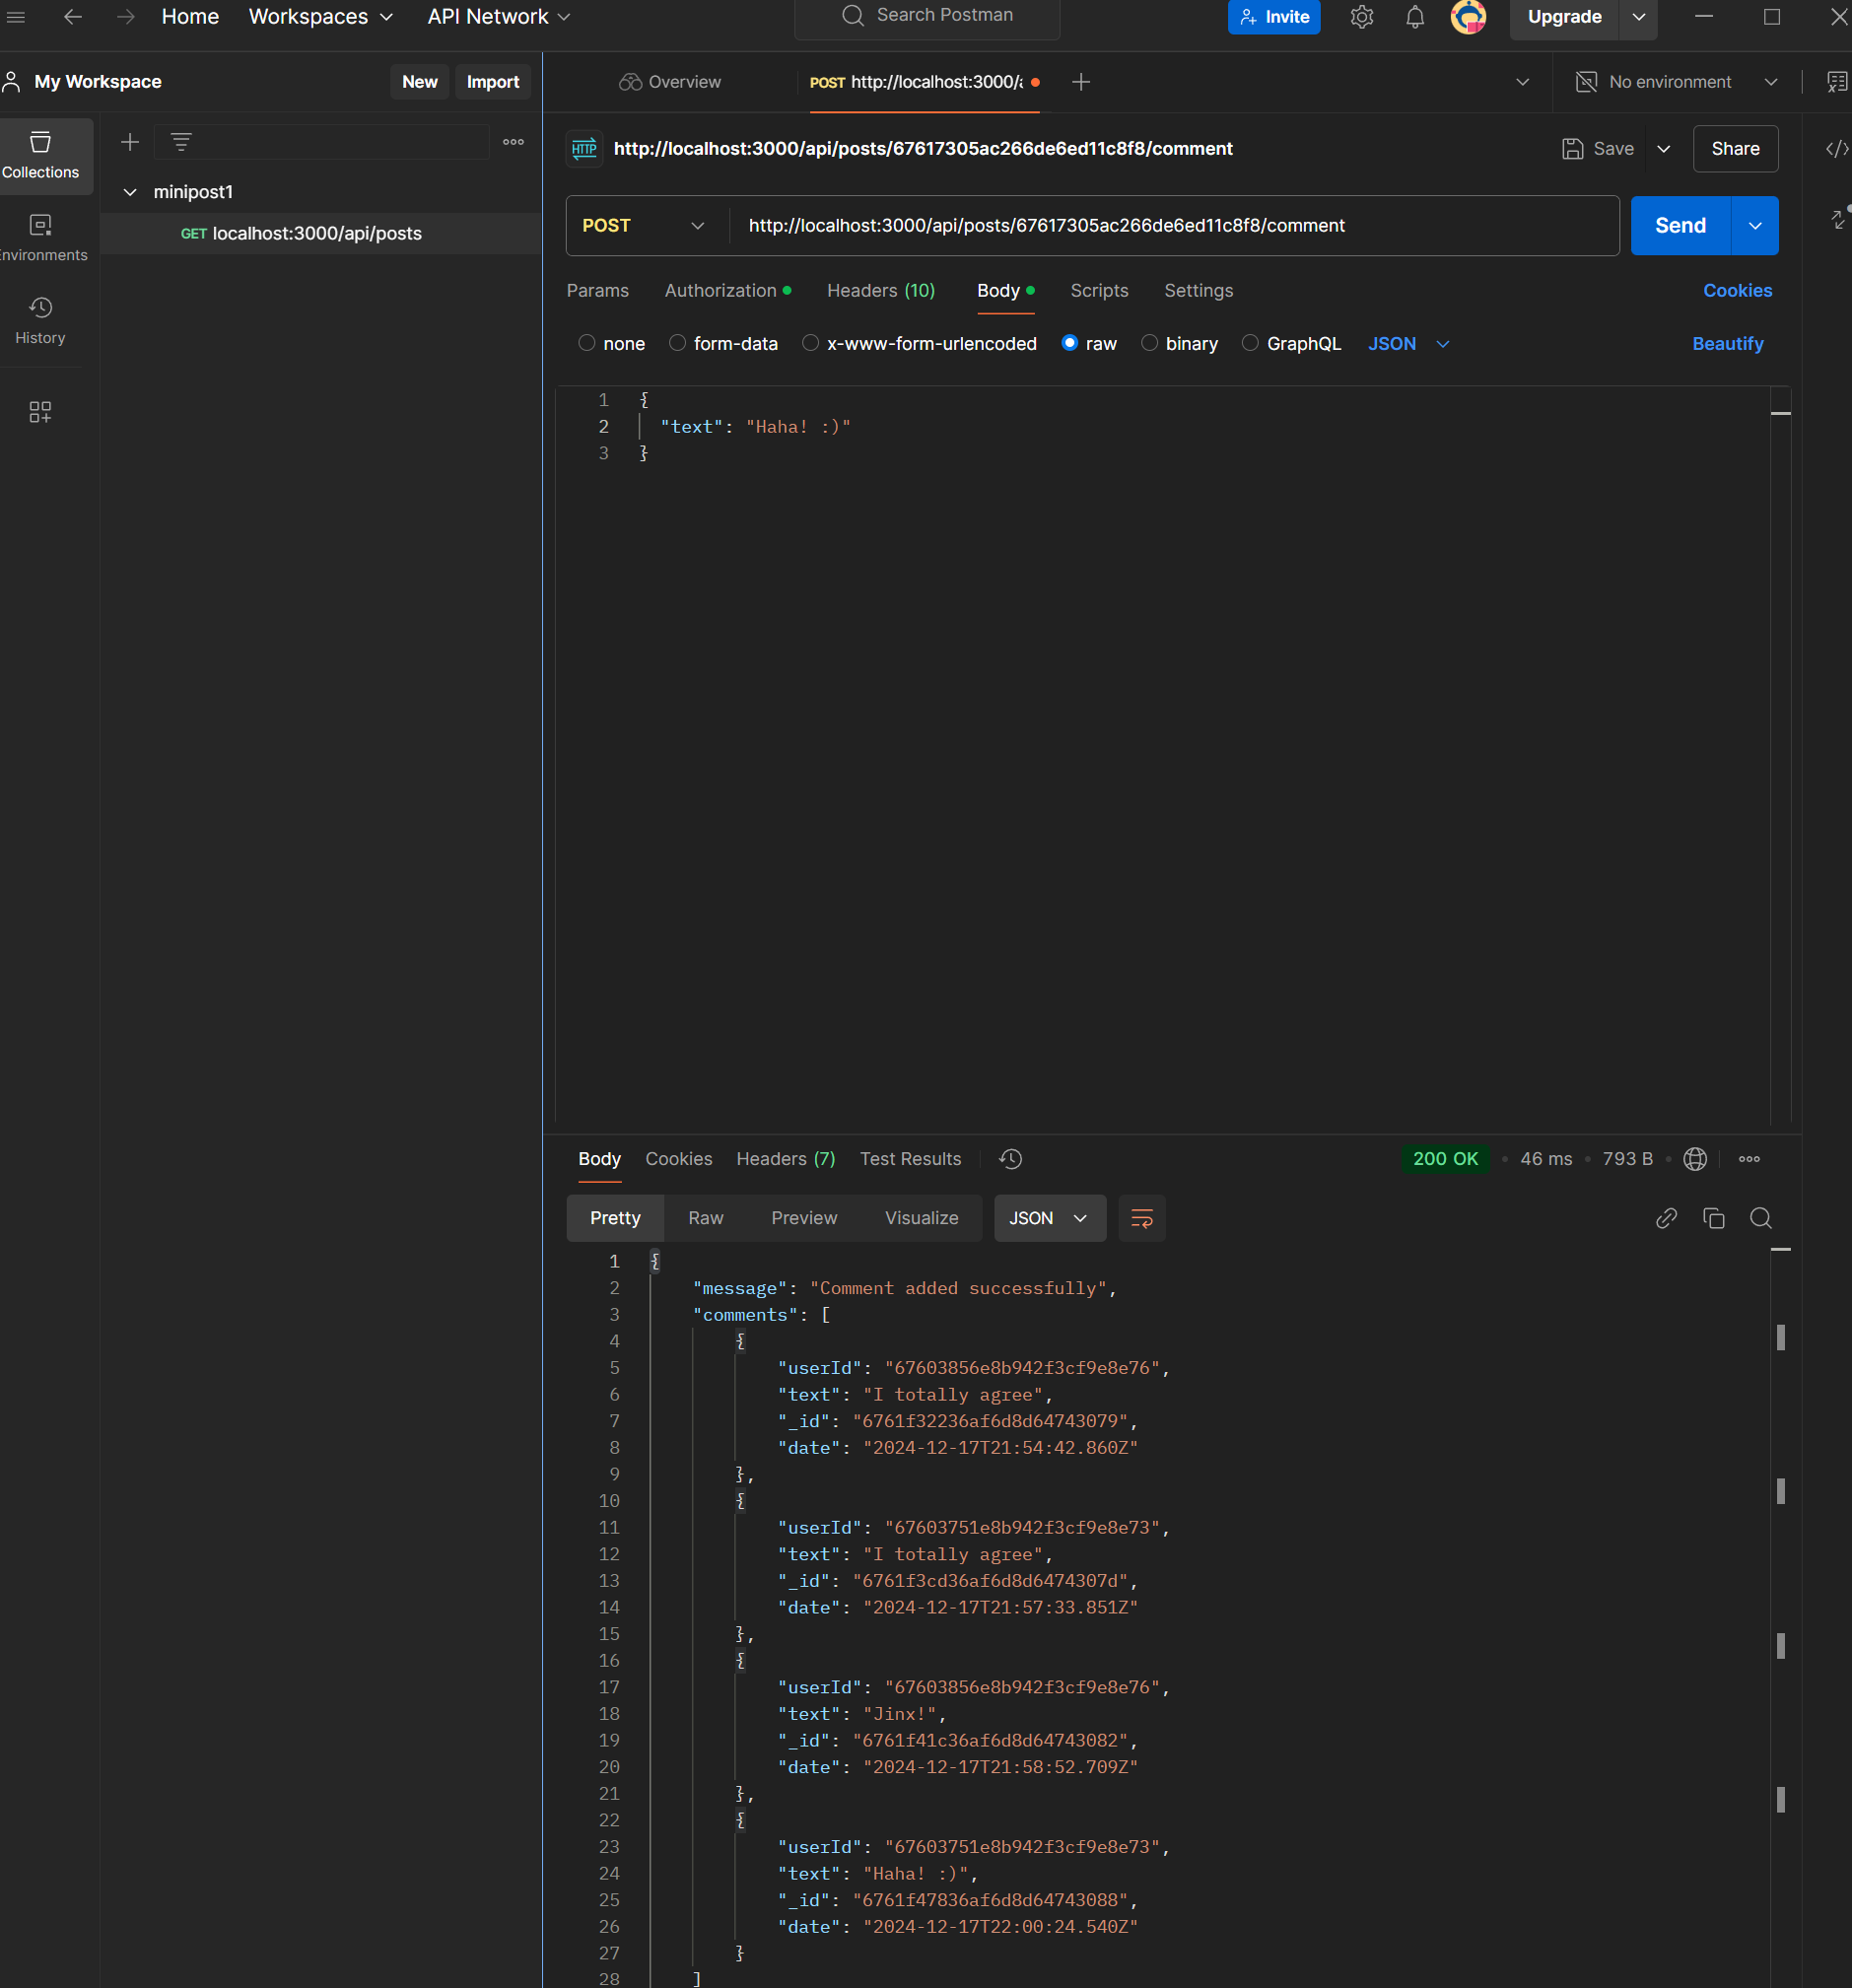 Home Workspaces API Network Search Postman Invite Upgrade
My Workspace New Import Overview POST http://localhost:3000/a No environment
Collections
minipost1
GET localhost:3000/api/posts
nvironments
History
HTTP http://localhost:3000/api/posts/67617305ac266de6ed11c8f8/comment Save Share
POST http://localhost:3000/api/posts/67617305ac266de6ed11c8f8/comment Send
Params Authorization Headers (10) Body Scripts Settings Cookies
none form-data x-www-form-urlencoded raw binary GraphQL JSON Beautify
1 {
2 "text": "Haha! :)"
3 }
Body Cookies Headers (7) Test Results 200 OK 46 ms 793 B
Pretty Raw Preview Visualize JSON
1 {
2 "message": "Comment added successfully",
3 "comments": [
4 {
5 "userId": "67603856e8b942f3cf9e8e76",
6 "text": "I totally agree",
7 "_id": "6761f32236af6d8d64743079",
8 "date": "2024-12-17T21:54:42.860Z"
9 },
10 {
11 "userId": "67603751e8b942f3cf9e8e73",
12 "text": "I totally agree",
13 "_id": "6761f3cd36af6d8d6474307d",
14 "date": "2024-12-17T21:57:33.851Z"
15 },
16 {
17 "userId": "67603856e8b942f3cf9e8e76",
18 "text": "Jinx!",
19 "_id": "6761f41c36af6d8d64743082",
20 "date": "2024-12-17T21:58:52.709Z"
21 },
22 {
23 "userId": "67603751e8b942f3cf9e8e73",
24 "text": "Haha! :)",
25 "_id": "6761f47836af6d8d64743088",
26 "date": "2024-12-17T22:00:24.540Z"
27 }
28 ]